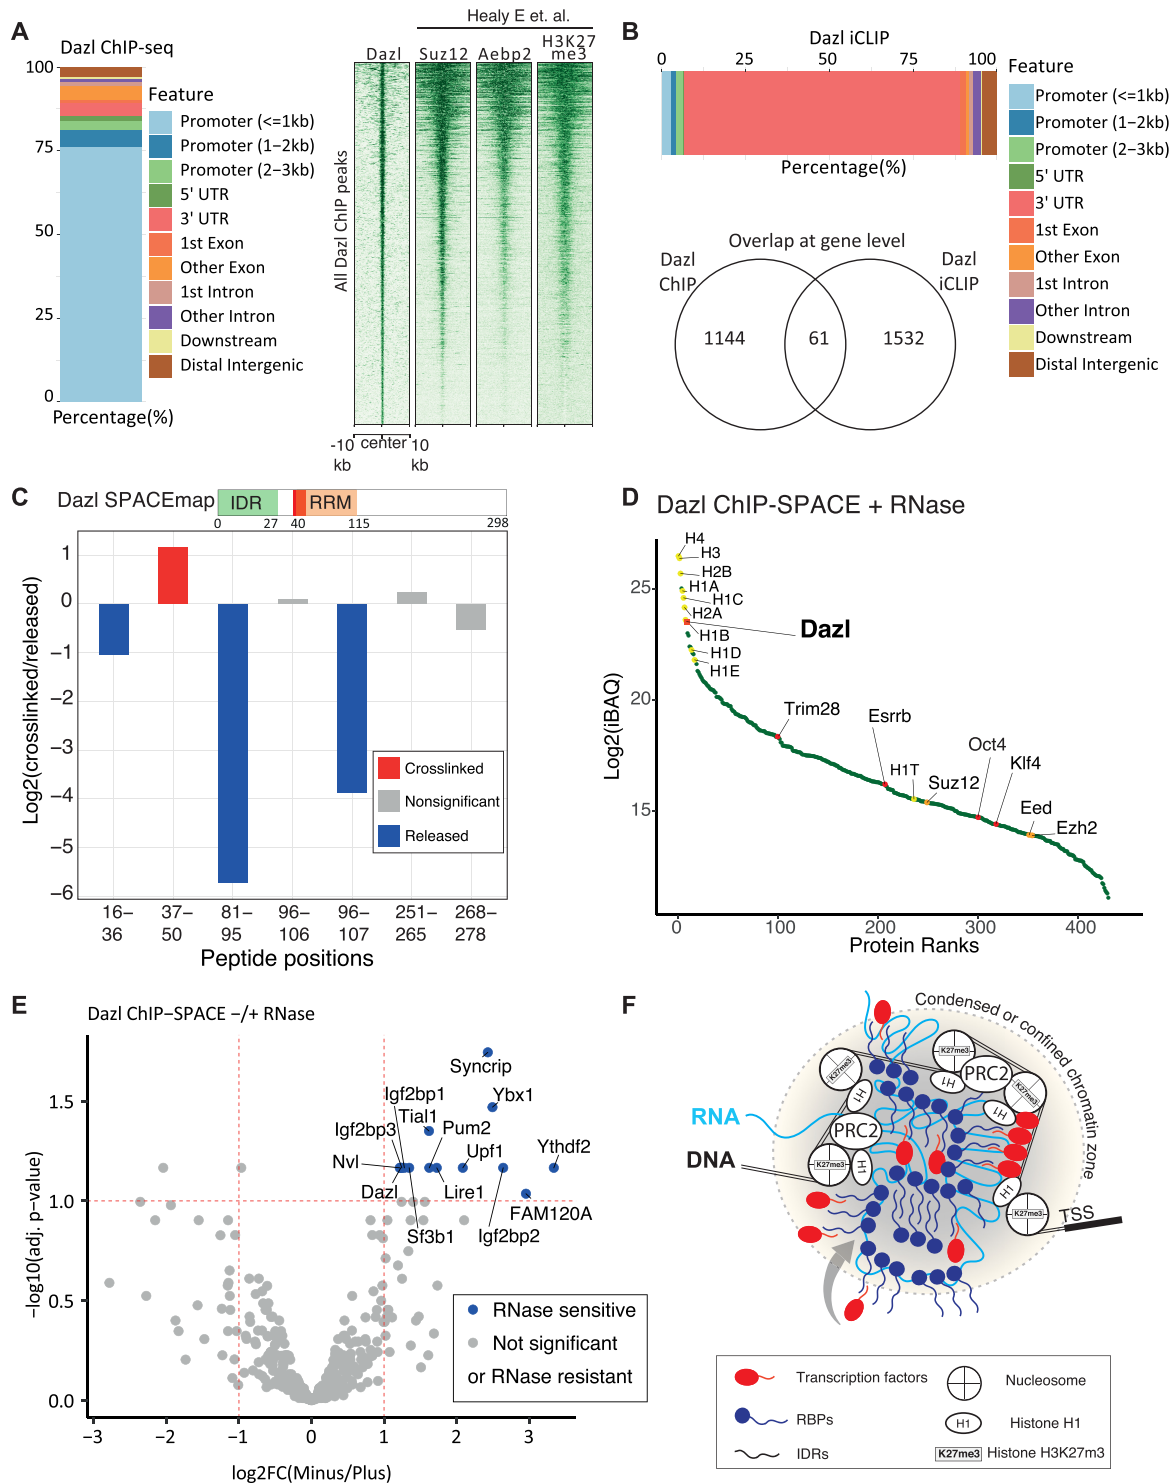 A
Dazl ChIP-seq
100
75
50
25
0
Percentage(%)
Feature
Promoter (<=1kb)
Promoter (1–2kb)
Promoter (2–3kb)
5' UTR
3' UTR
1st Exon
Other Exon
1st Intron
Other Intron
Downstream
Distal Intergenic
Healy E et. al.
Dazl
Suz12
Aebp2
H3K27
me3
All Dazl ChIP peaks
-10
kb
center
10
kb
B
Dazl iCLIP
0 25 50 75 100
Percentage(%)
Feature
Promoter (<=1kb)
Promoter (1–2kb)
Promoter (2–3kb)
5' UTR
3' UTR
1st Exon
Other Exon
1st Intron
Other Intron
Downstream
Distal Intergenic
Overlap at gene level
Dazl
ChIP
Dazl
iCLIP
1144
61
1532
C
Dazl SPACEmap
IDR
RRM
0 27 40 115 298
Log2(crosslinked/released)
1
0
−1
−2
−3
−4
−5
−6
Crosslinked
Nonsignificant
Released
16–
36
37–
50
81–
95
96–
106
96–
107
251–
265
268–
278
Peptide positions
D
Dazl ChIP-SPACE + RNase
Log2(iBAQ)
25
20
15
H4
H3
H2B
H1A
H1C
H2A
Dazl
H1B
H1D
H1E
Trim28
Esrrb
H1T
Suz12
Oct4
Klf4
Eed
Ezh2
0 100 200 300 400
Protein Ranks
E
Dazl ChIP−SPACE −/+ RNase
−log10(adj. p−value)
1.5
1.0
0.5
0.0
Syncrip
Ybx1
Igf2bp1
Tial1
Igf2bp3
Pum2
Nvl
Upf1
Ythdf2
Dazl
Lire1
FAM120A
Sf3b1
Igf2bp2
RNase sensitive
Not significant
or RNase resistant
−3 −2 −1 0 1 2 3
log2FC(Minus/Plus)
F
Condensed or confined chromatin zone
K27me3
K27me3
K27me3
PRC2
H1
H1
H1
RNA
PRC2
DNA
K27me3
H1
H1
K27me3
TSS
Transcription factors
RBPs
IDRs
Nucleosome
H1
Histone H1
K27me3
Histone H3K27m3